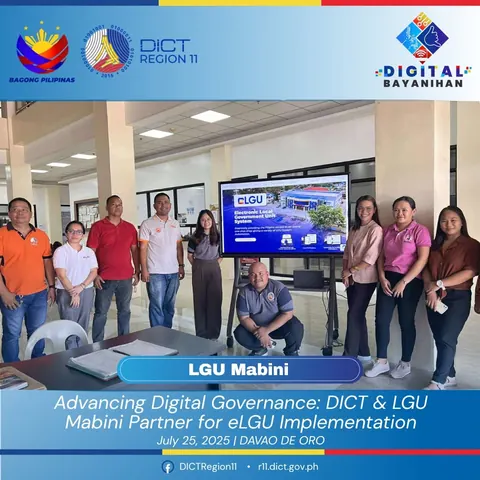 BAGONG PILIPINAS
DICT
REGION 11
DIGITAL
BAYANIHAN
eLGU
Electronic Local
Government Unit
System
LGU Mabini
Advancing Digital Governance: DICT & LGU
Mabini Partner for eLGU Implementation
July 25, 2025 | DAVAO DE ORO
DICTRegion11 • r11.dict.gov.ph